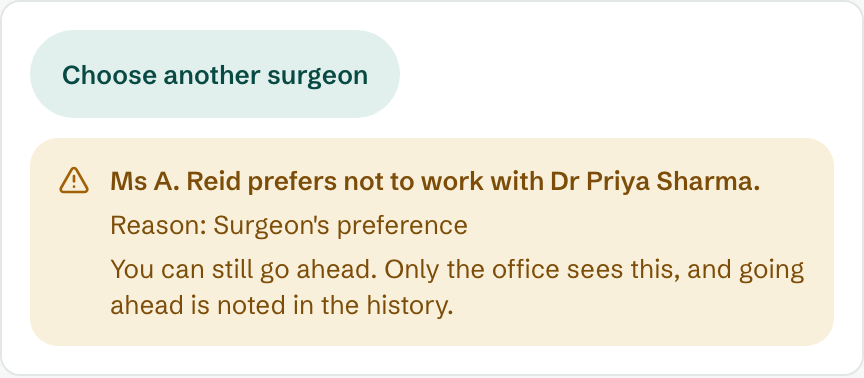 Choose another surgeon
Ms A. Reid prefers not to work with Dr Priya Sharma.
Reason: Surgeon's preference
You can still go ahead. Only the office sees this, and going
ahead is noted in the history.